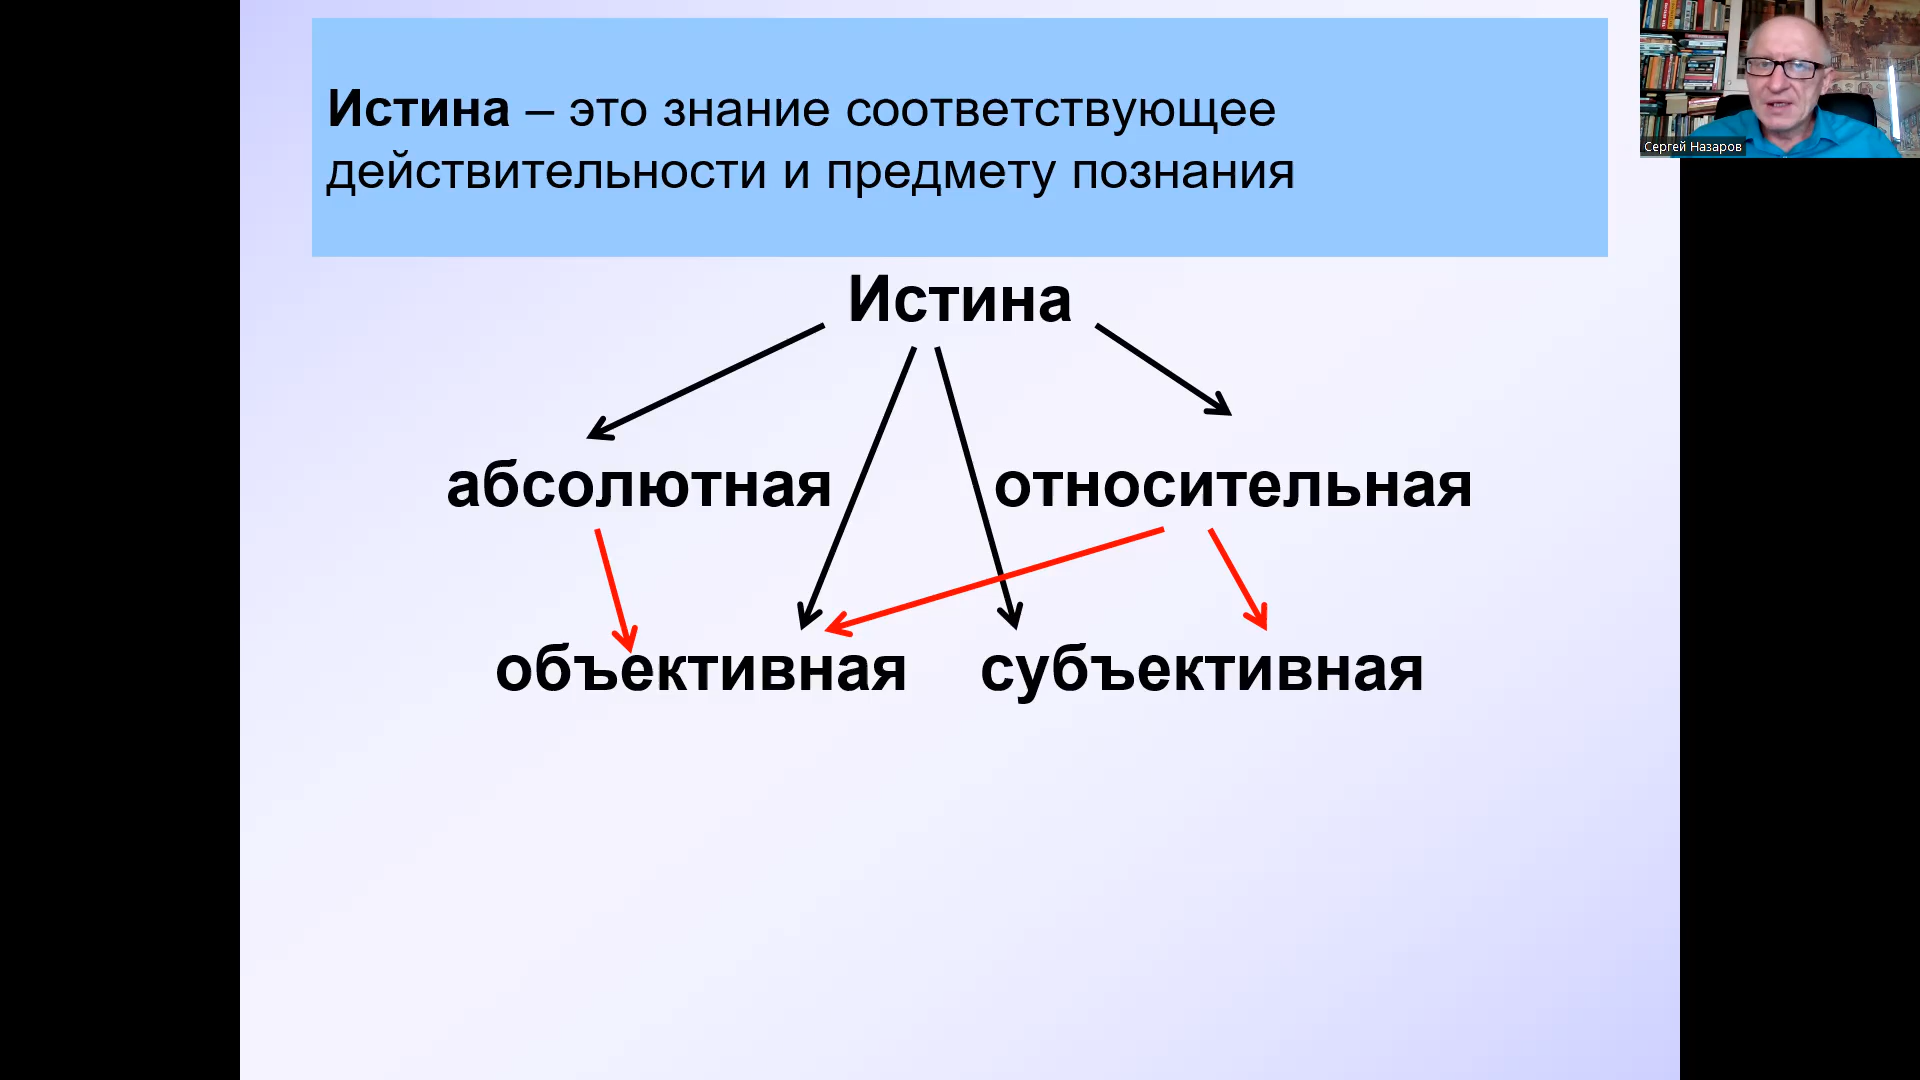 Истина – это знание соответствующее
действительности и предмету познания
Истина
абсолютная относительная
объективная субъективная
Сергей Назаров